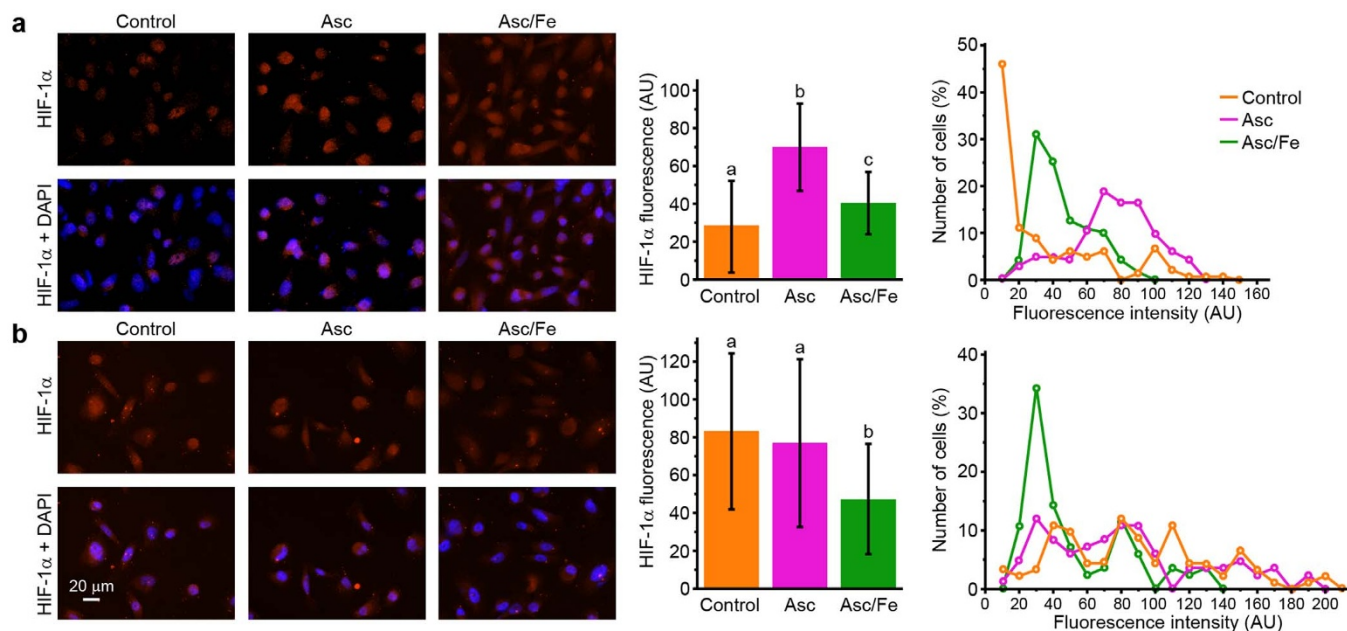 a
Control Asc Asc/Fe
HIF-1α
HIF-1α + DAPI
HIF-1α fluorescence (AU)
100
80
60
40
20
0
a b c
Control Asc Asc/Fe
Number of cells (%)
50
40
30
20
10
0
0 20 40 60 80 100 120 140 160
Fluorescence intensity (AU)
Control
Asc
Asc/Fe
b
Control Asc Asc/Fe
HIF-1α
HIF-1α + DAPI
20 μm
HIF-1α fluorescence (AU)
120
100
80
60
40
20
0
a a b
Control Asc Asc/Fe
Number of cells (%)
40
30
20
10
0
0 20 40 60 80 100 120 140 160 180 200
Fluorescence intensity (AU)